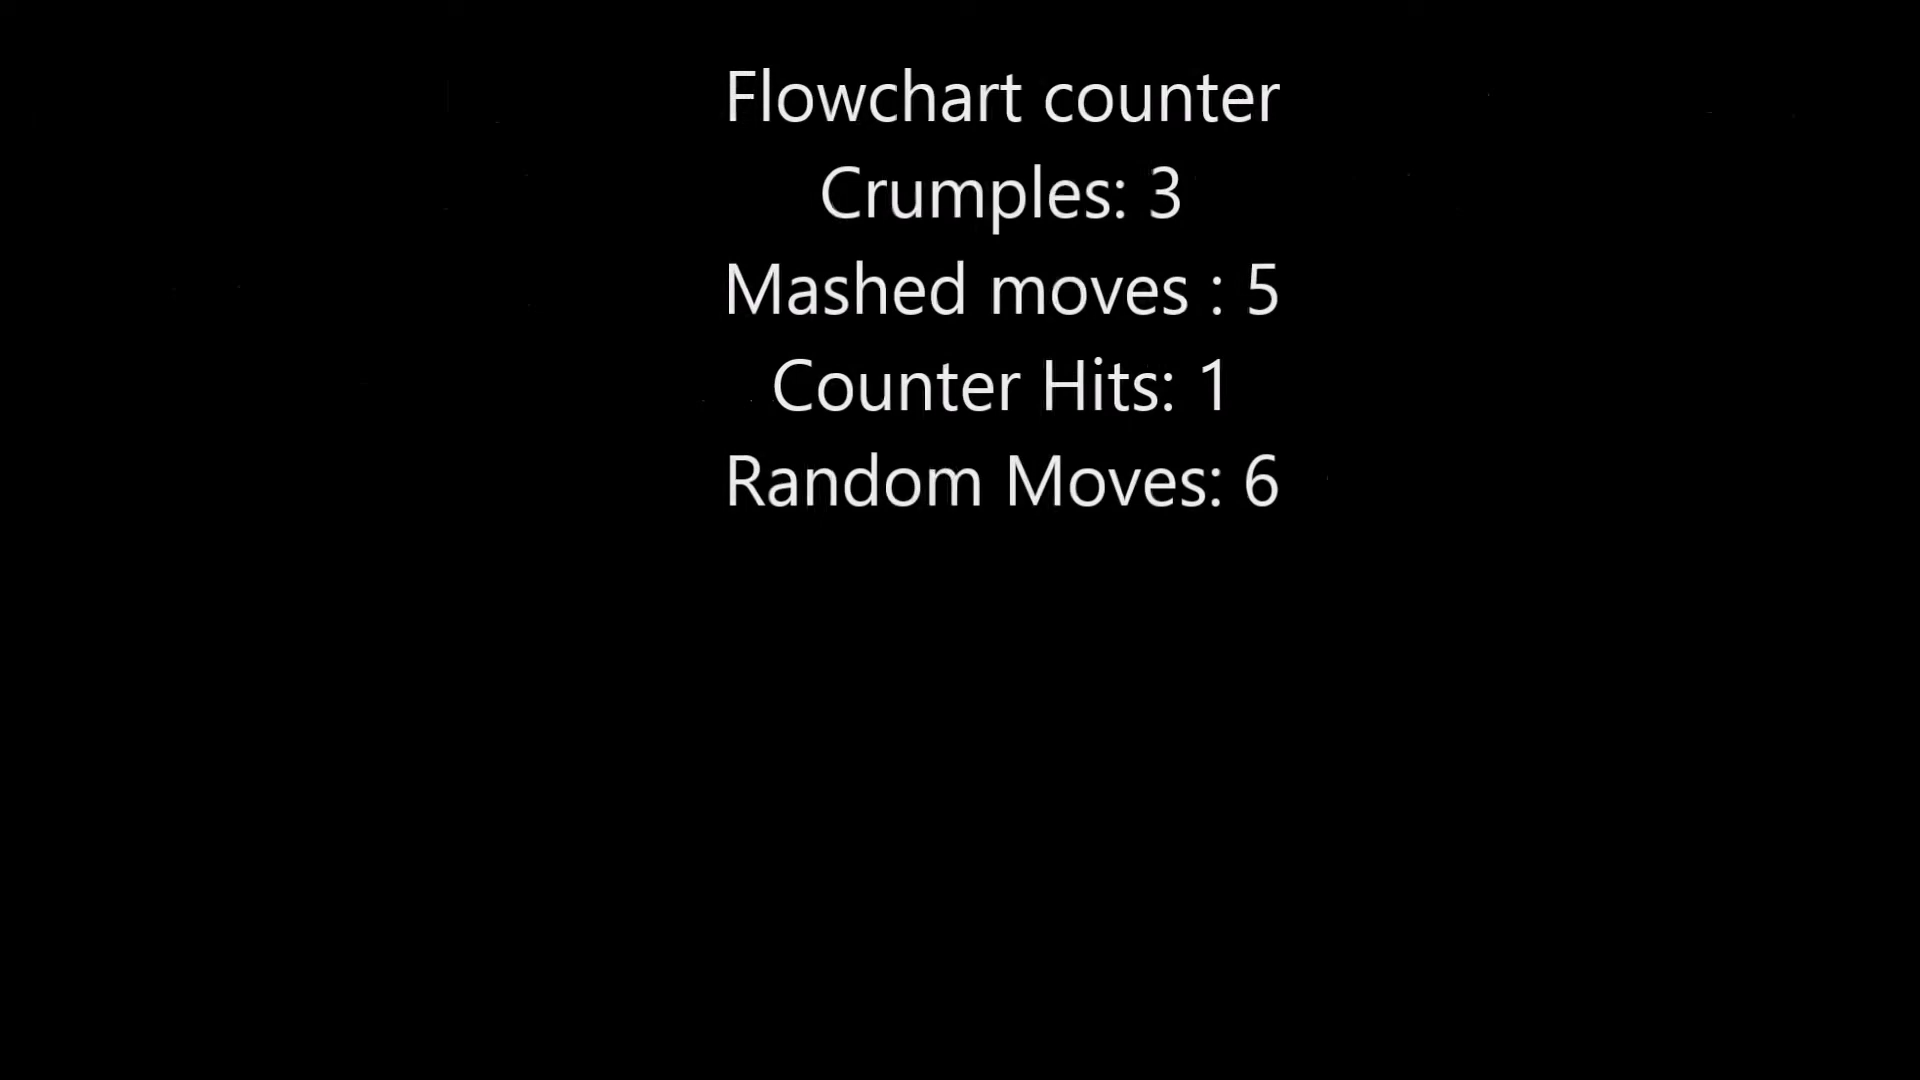 Flowchart counter
Crumples: 3
Mashed moves : 5
Counter Hits: 1
Random Moves: 6